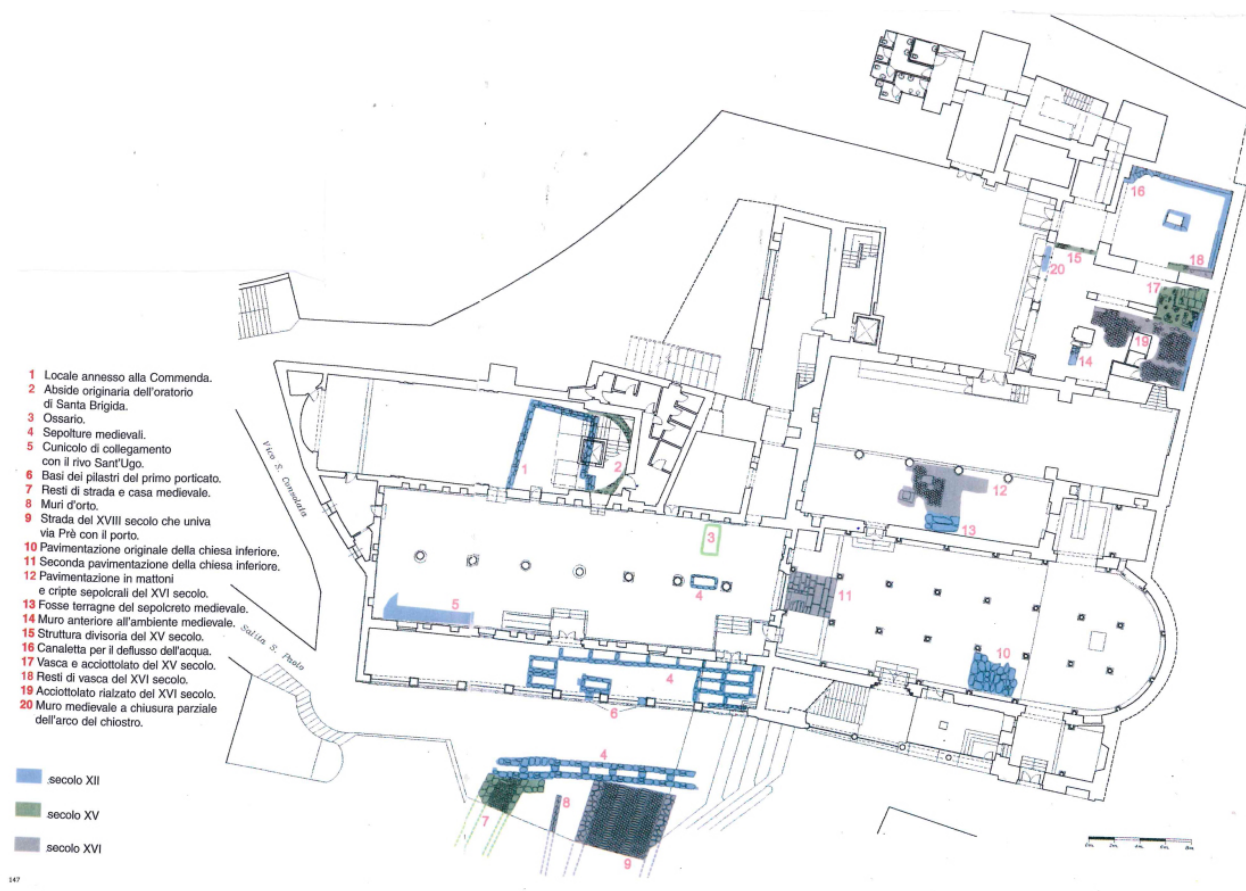 1 Locale annesso alla Commenda.
2 Abside originaria dell'oratorio
di Santa Brigida.
3 Ossario.
4 Sepolture medievali.
5 Cunicolo di collegamento
con il rivo Sant'Ugo.
6 Basi dei pilastri del primo porticato.
7 Resti di strada e casa medievale.
8 Muri d'orto.
9 Strada del XVIII secolo che univa
via Prè con il porto.
10 Pavimentazione originale della chiesa inferiore.
11 Seconda pavimentazione della chiesa inferiore.
12 Pavimentazione in mattoni
e cripte sepolcrali del XVI secolo.
13 Fosse terragne del sepolcreto medievale.
14 Muro anteriore all'ambiente medievale.
15 Struttura divisoria del XV secolo.
16 Canaletta per il deflusso dell'acqua.
17 Vasca e acciottolato del XV secolo.
18 Resti di vasca del XVI secolo.
19 Acciottolato rialzato del XVI secolo.
20 Muro medievale a chiusura parziale
dell'arco del chiostro.
secolo XII
secolo XV
secolo XVI
147
Vico S. Consolata
Salita S. Paolo
16
15
20
18
17
19
14
1
2
12
13
3
4
11
5
10
4
6
4
7
8
9